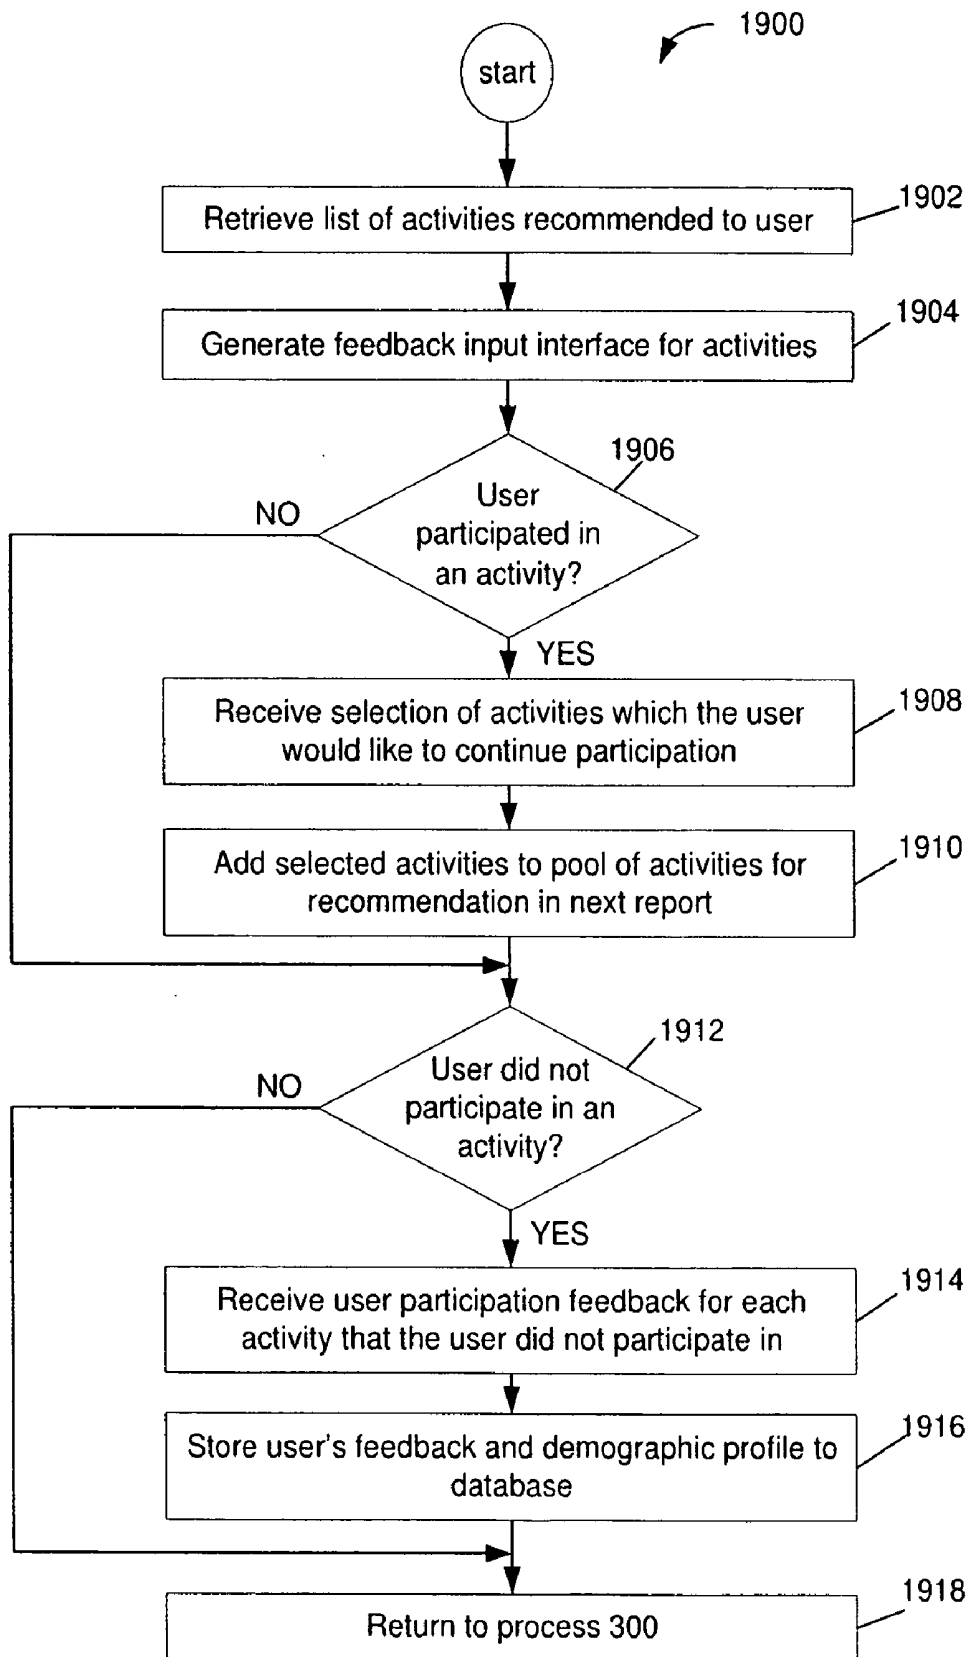 1900
start
1902
Retrieve list of activities recommended to user
1904
Generate feedback input interface for activities
1906
User
participated in
an activity?
NO
YES
1908
Receive selection of activities which the user
would like to continue participation
1910
Add selected activities to pool of activities for
recommendation in next report
1912
User did not
participate in an
activity?
NO
YES
1914
Receive user participation feedback for each
activity that the user did not participate in
1916
Store user's feedback and demographic profile to
database
1918
Return to process 300